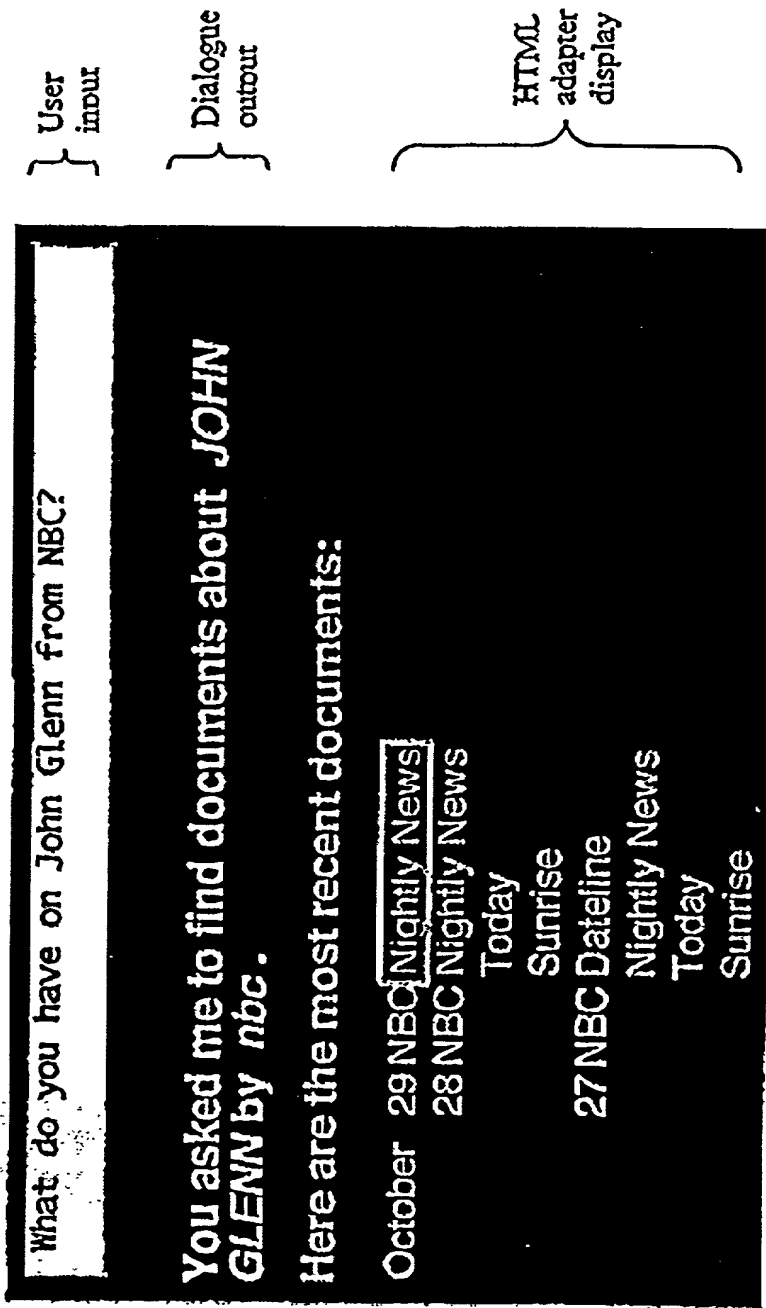 What do you have on John Glenn from NBC?
You asked me to find documents about JOHN
GLENN by nbc.
Here are the most recent documents:
October 29 NBC Nightly News
28 NBC Nightly News
Today
Sunrise
27 NBC Dateline
Nightly News
Today
Sunrise
User
input
Dialogue
output
HTML
adapter
display